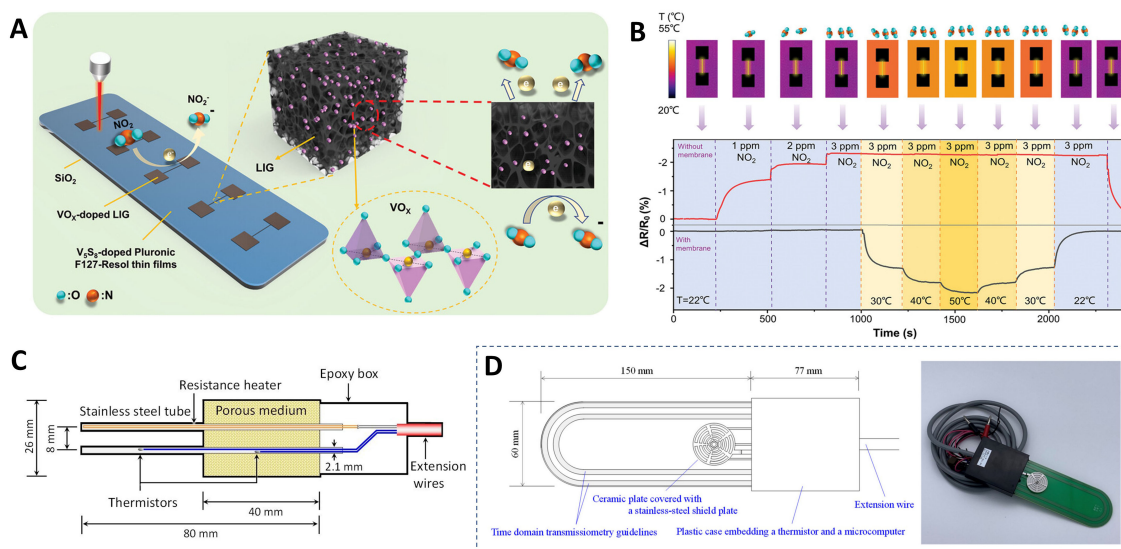 A
NO₂⁻
NO₂
e
SiO₂
VOₓ-doped LIG
V₅S₈-doped Pluronic
F127-Resol thin films
:O :N
LIG
VOₓ
e
e
e
-
-
B
T (℃)
55℃
20℃
Without
membrane
1 ppm
NO₂
2 ppm
NO₂
3 ppm
NO₂
3 ppm
NO₂
3 ppm
NO₂
3 ppm
NO₂
3 ppm
NO₂
3 ppm
NO₂
3 ppm
NO₂
ΔR/R₀ (%)
-2
-1
0
0
-1
-2
With
membrane
T=22℃
30℃
40℃
50℃
40℃
30℃
22℃
0
500
1000
1500
2000
Time (s)
C
Resistance heater
Epoxy box
Stainless steel tube
Porous medium
26 mm
8 mm
2.1 mm
Extension
wires
Thermistors
40 mm
80 mm
D
150 mm
77 mm
60 mm
Ceramic plate covered with
a stainless-steel shield plate
Extension wire
Time domain transmissometry guidelines
Plastic case embedding a thermistor and a microcomputer